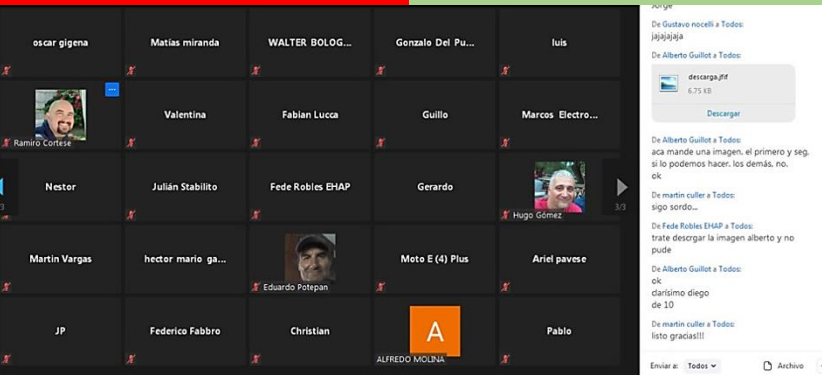 oscar gigena
Matías miranda
WALTER BOLOG...
Gonzalo Del Pu...
luis
Ramiro Cortese
Valentina
Fabian Lucca
Guillo
Marcos Electro...
Nestor
Julián Stabilito
Fede Robles EHAP
Gerardo
Hugo Gómez
/3
3/3
Martin Vargas
hector mario ga...
Eduardo Potepan
Moto E (4) Plus
Ariel pavese
JP
Federico Fabbro
Christian
A
ALFREDO MOLINA
Pablo
Jorge
De Gustavo nocelli a Todos:
jajajajaja
De Alberto Guillot a Todos:
descarga.jfif
6.75 KB
Descargar
De Alberto Guillot a Todos:
aca mande una imagen. el primero y seg,
si lo podemos hacer. los demás, no.
ok
De martin culler a Todos:
sigo sordo...
De Fede Robles EHAP a Todos:
trate descrgar la imagen alberto y no
pude
De Alberto Guillot a Todos:
ok
clarísimo diego
de 10
De martin culler a Todos:
listo gracias!!!
Enviar a: Todos
Archivo